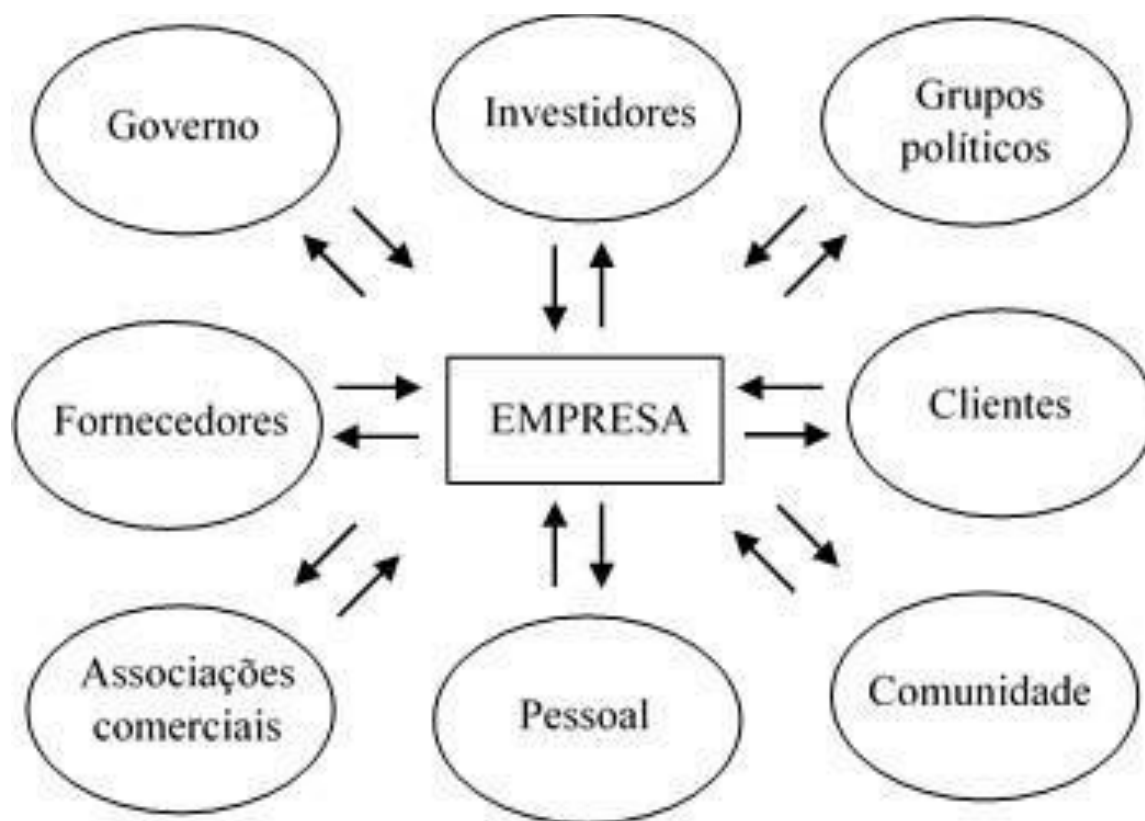 Governo
Investidores
Grupos
políticos
Fornecedores
EMPRESA
Clientes
Associações
comerciais
Pessoal
Comunidade